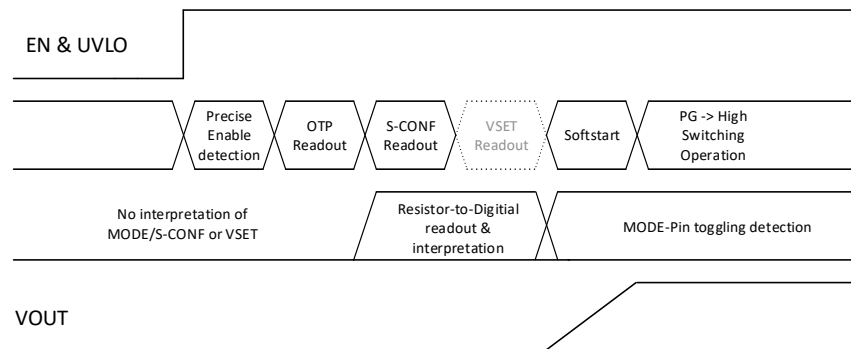 EN & UVLO
Precise
Enable
detection
OTP
Readout
S-CONF
Readout
VSET
Readout
Softstart
PG -> High
Switching
Operation
No interpretation of
MODE/S-CONF or VSET
Resistor-to-Digitial
readout &
interpretation
MODE-Pin toggling detection
VOUT